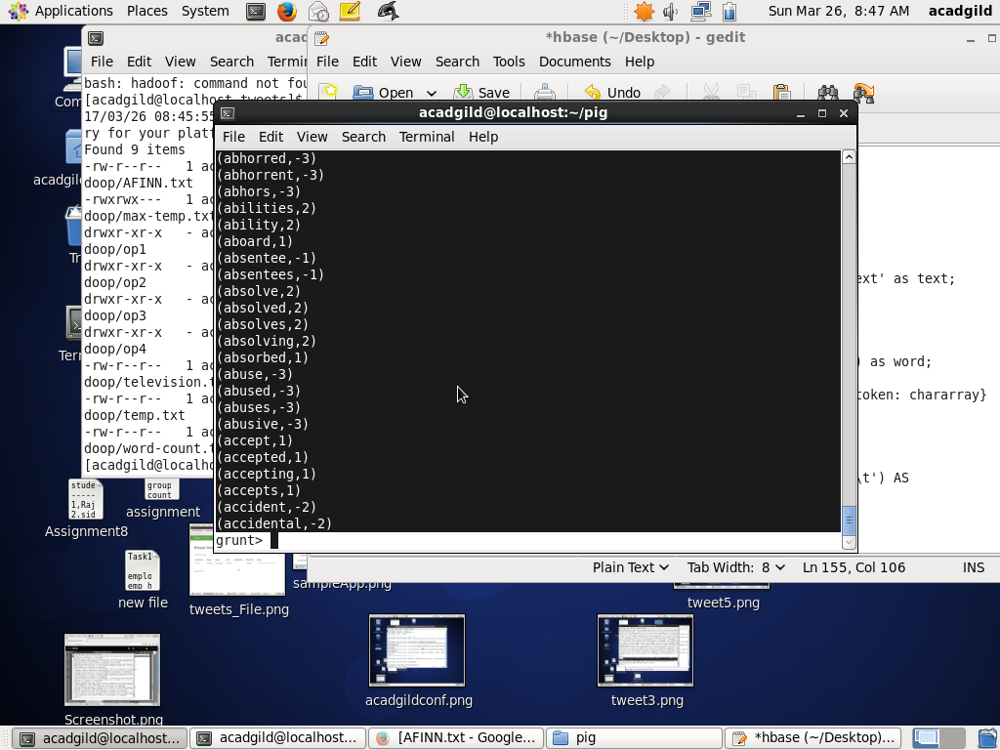 Applications Places System
Sun Mar 26, 8:47 AM acadgild
acad
File Edit View Search Termin
bash: hadoof: command not fou
[acadgild@localhost tweets]$
17/03/26 08:45:55
ry for your platf
Found 9 items
-rw-r--r-- 1 ac
doop/AFINN.txt
-rwxrwx--- 1 ac
doop/max-temp.txt
drwxr-xr-x - ac
doop/op1
drwxr-xr-x - ac
doop/op2
drwxr-xr-x - ac
doop/op3
drwxr-xr-x - ac
doop/op4
-rw-r--r-- 1 ac
doop/television.t
-rw-r--r-- 1 ac
doop/temp.txt
-rw-r--r-- 1 ac
doop/word-count.t
[acadgild@localho
*hbase (~/Desktop) - gedit
File Edit View Search Tools Documents Help
Open Save Undo
ext' as text;
) as word;
token: chararray}
\t') AS
Plain Text Tab Width: 8 Ln 155, Col 106 INS
acadgild@localhost:~/pig
File Edit View Search Terminal Help
(abhorred,-3)
(abhorrent,-3)
(abhors,-3)
(abilities,2)
(ability,2)
(aboard,1)
(absentee,-1)
(absentees,-1)
(absolve,2)
(absolved,2)
(absolves,2)
(absolving,2)
(absorbed,1)
(abuse,-3)
(abused,-3)
(abuses,-3)
(abusive,-3)
(accept,1)
(accepted,1)
(accepting,1)
(accepts,1)
(accident,-2)
(accidental,-2)
grunt>
Com
acadgild
Tr
Tern
stude
------
1,Raj
2.sid
Assignment8
group
count
assignment
Task1
emplo
emp h
new file
tweets_File.png
sampleApp.png
tweet5.png
acadgildconf.png
tweet3.png
Screenshot.png
acadgild@localhost... acadgild@localhost... [AFINN.txt - Google... pig *hbase (~/Desktop)...